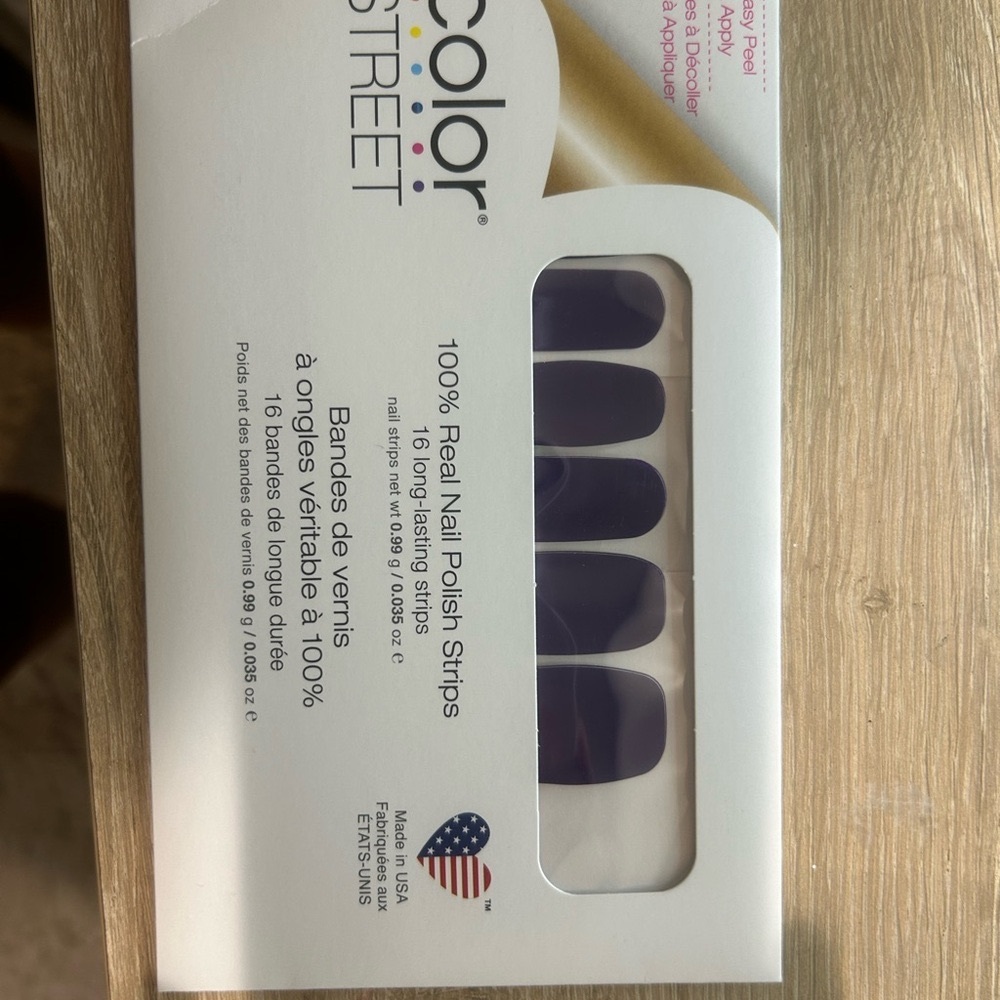 asy Peel
Apply
es à Décoller
à Appliquer
color®
STREET
100% Real Nail Polish Strips
16 long-lasting strips
nail strips net wt 0.99 g / 0.035 oz ℮
Bandes de vernis
à ongles véritable à 100%
16 bandes de longue durée
Poids net des bandes de vernis 0.99 g / 0.035 oz ℮
TM
Made in USA
Fabriquées aux
ÉTATS-UNIS